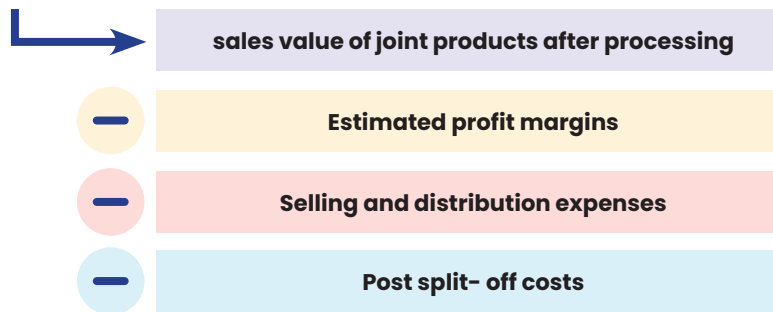 sales value of joint products after processing
Estimated profit margins
Selling and distribution expenses
Post split- off costs